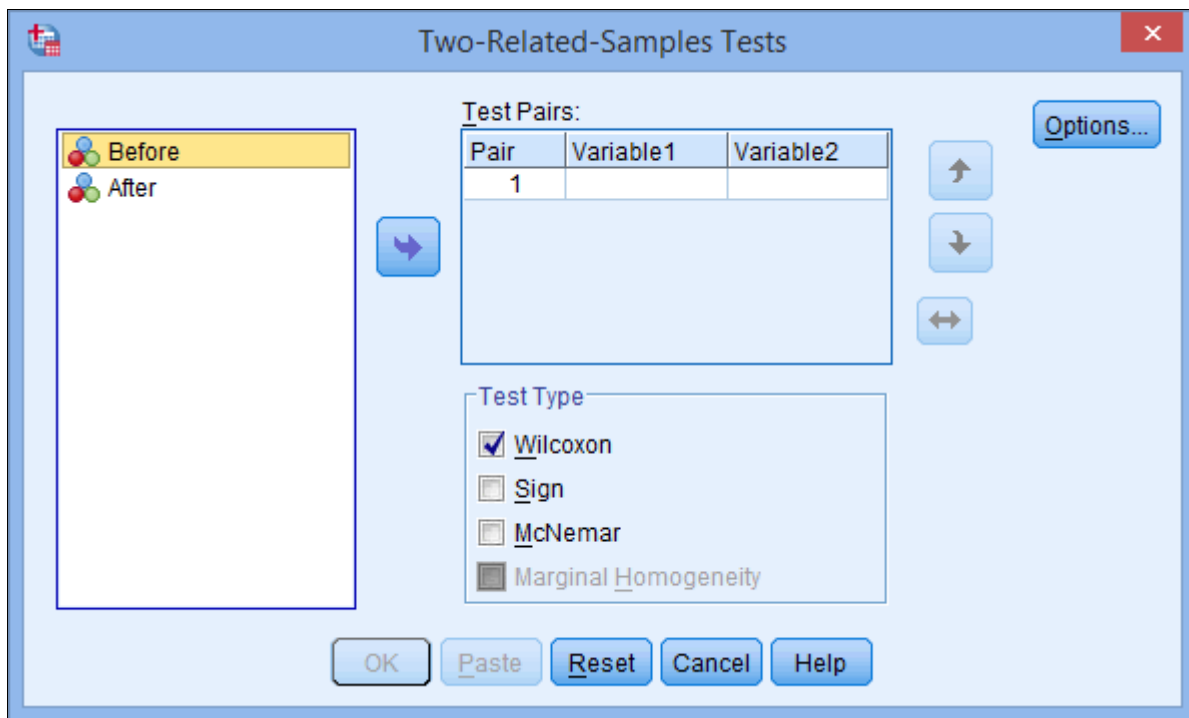 Two-Related-Samples Tests
Before
After
Test Pairs:
Pair Variable1 Variable2
1
Options...
Test Type
Wilcoxon
Sign
McNemar
Marginal Homogeneity
OK Paste Reset Cancel Help